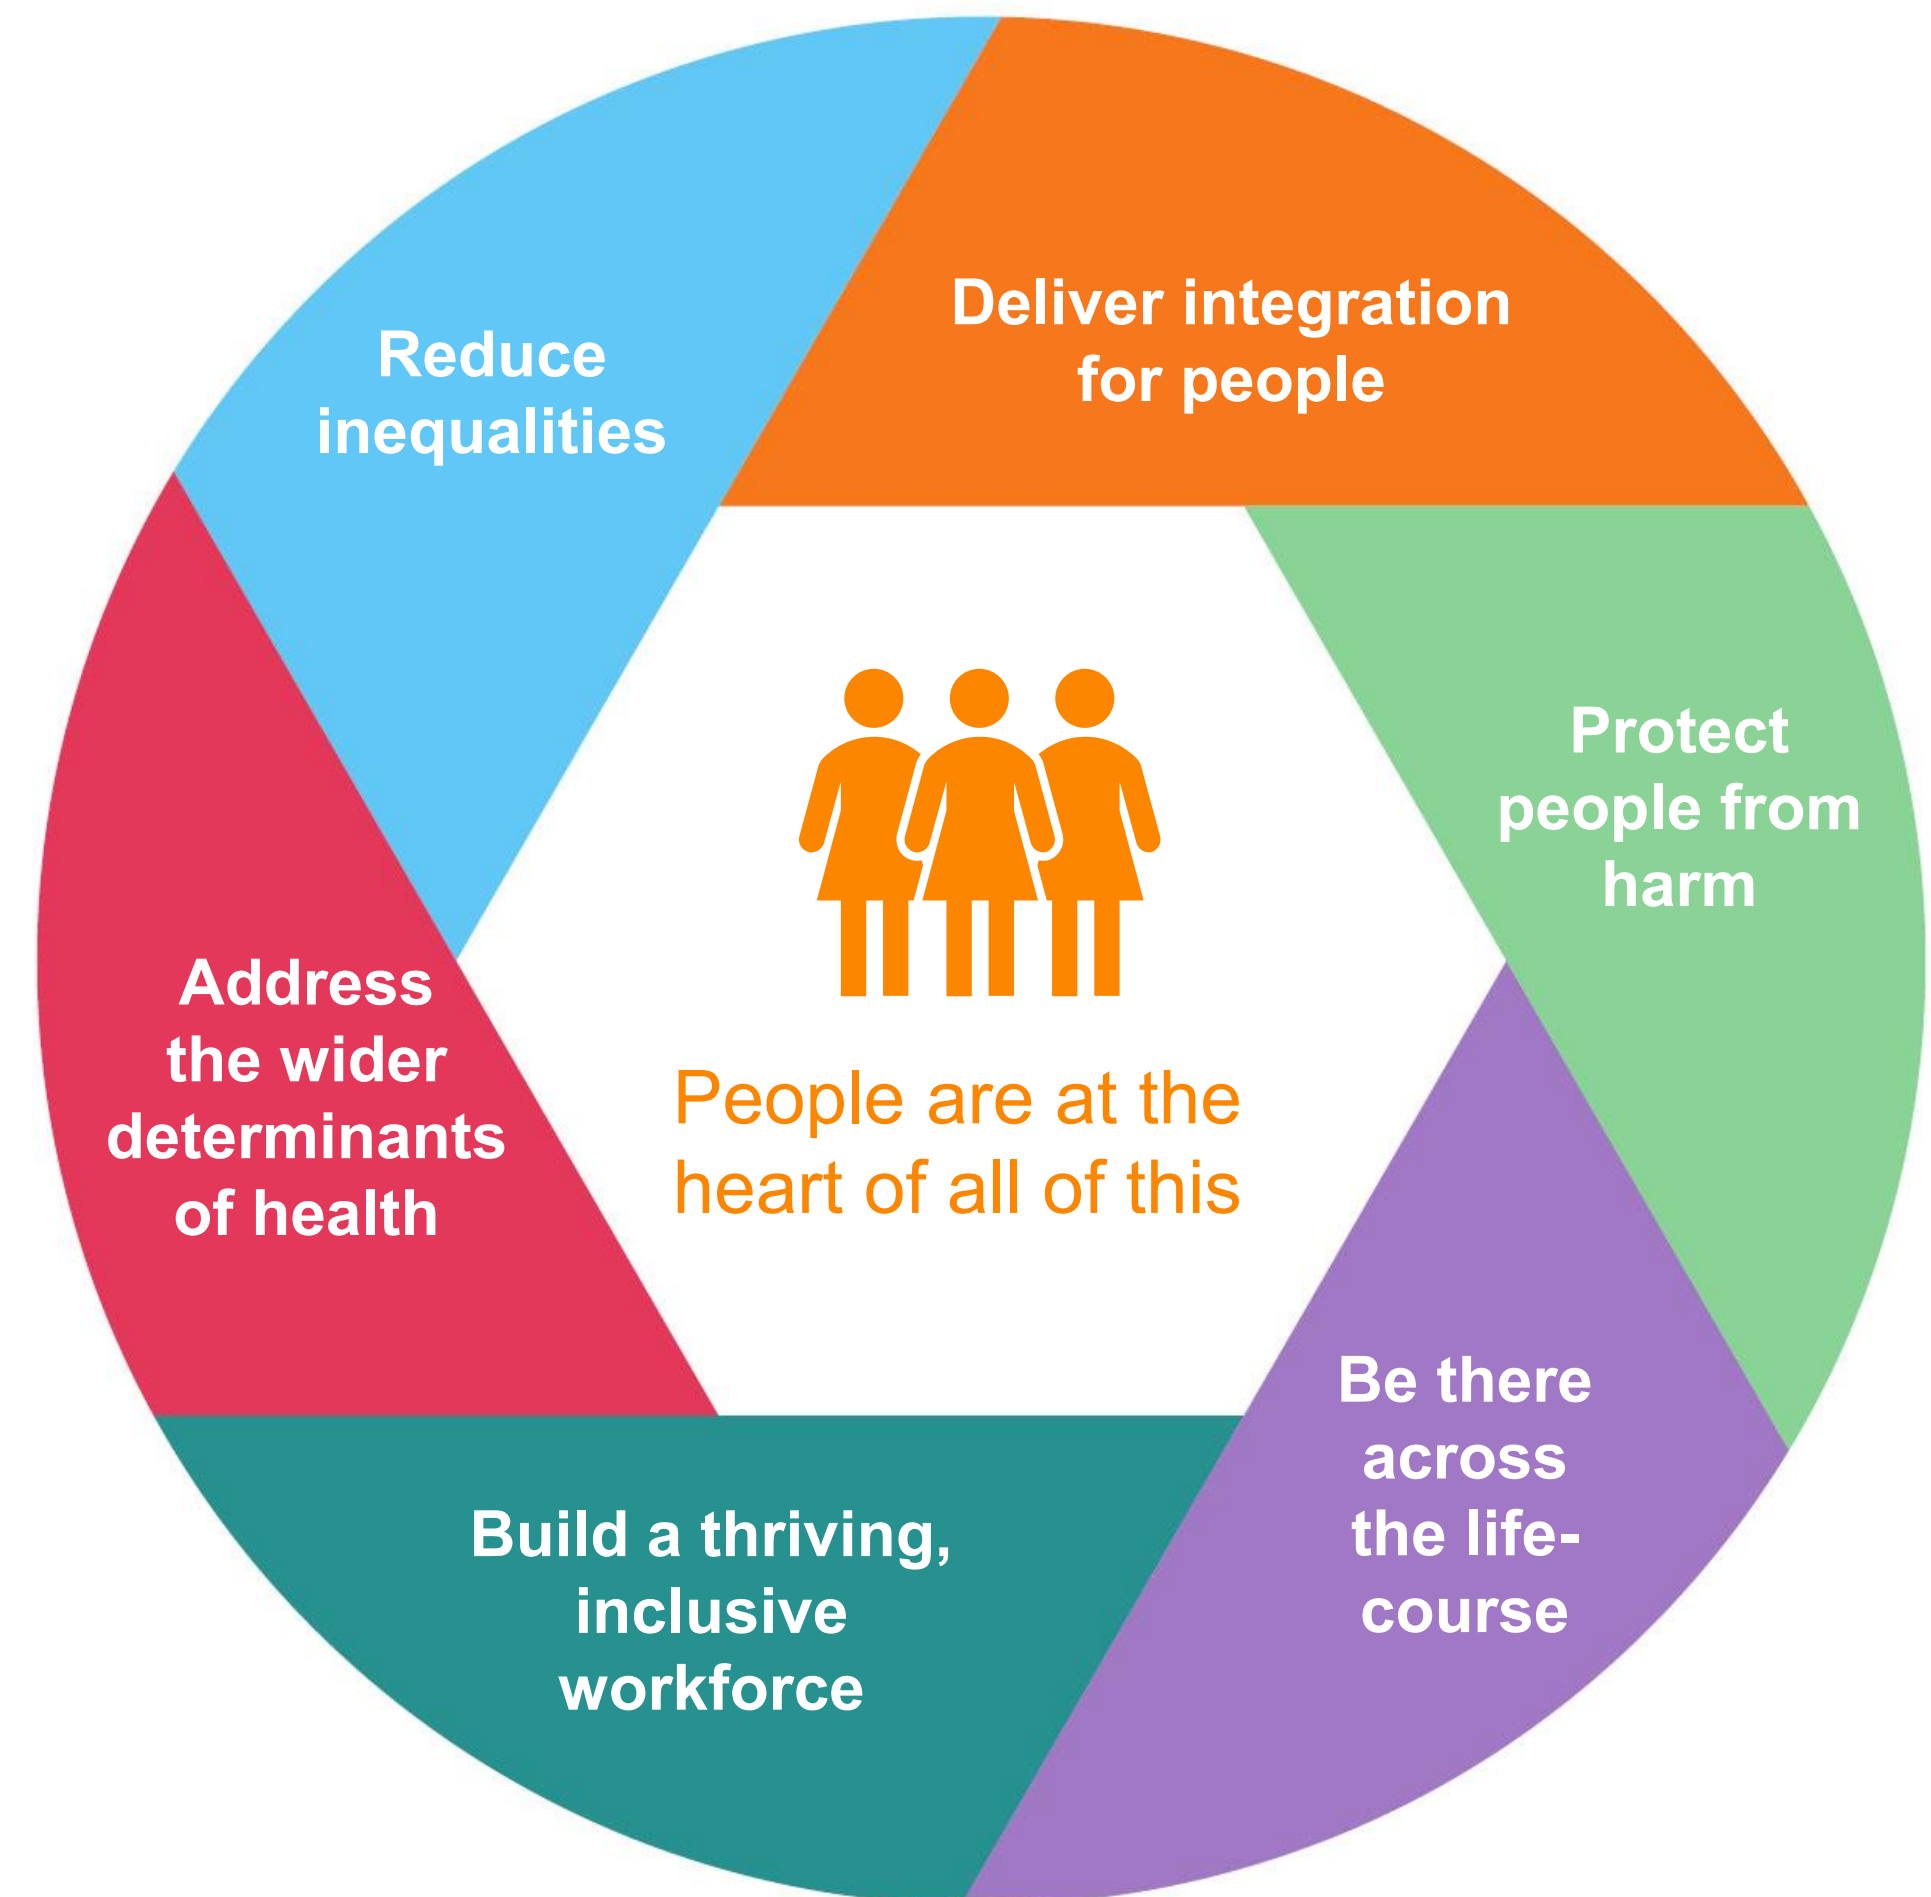 Deliver integration
for people
Protect
people from
harm
Be there
across
the life-
course
Build a thriving,
inclusive
workforce
Address
the wider
determinants
of health
Reduce
inequalities
People are at the
heart of all of this